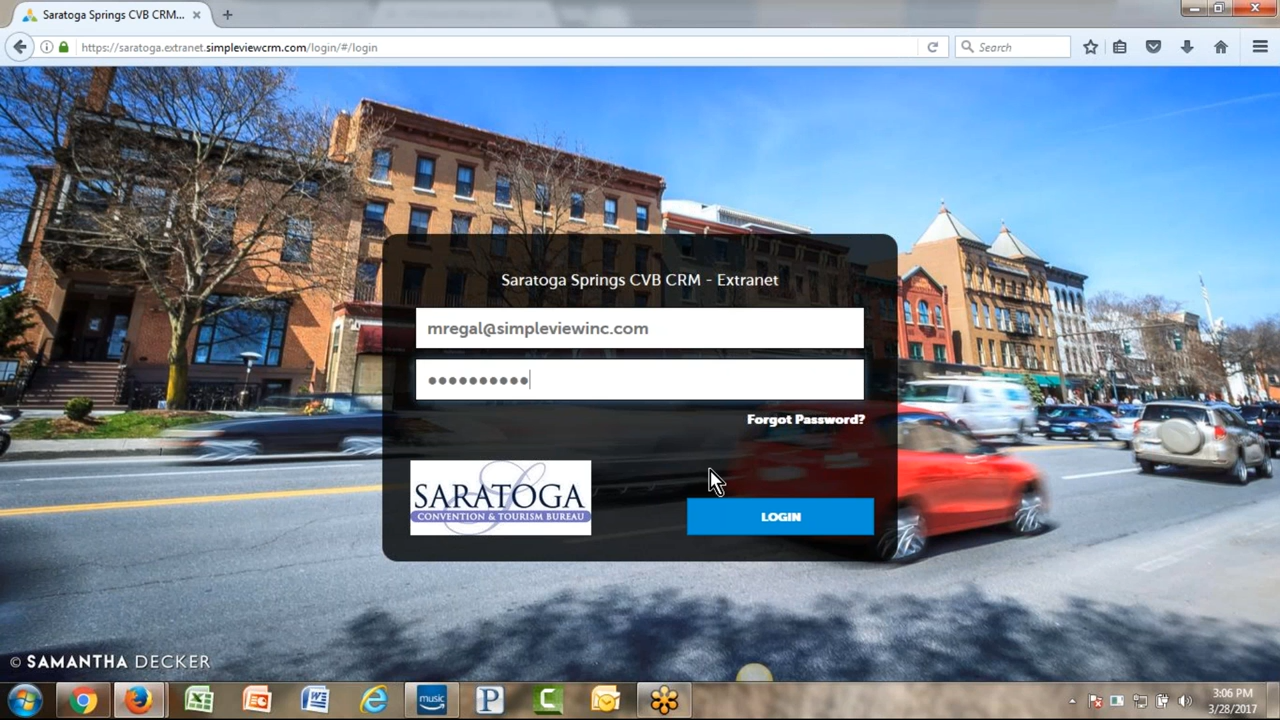 Saratoga Springs CVB CRM...
https://saratoga.extranet.simpleviewcrm.com/login/#/login
Search
Saratoga Springs CVB CRM - Extranet
mregal@simpleviewinc.com
Forgot Password?
SARATOGA
CONVENTION & TOURISM BUREAU
LOGIN
© SAMANTHA DECKER
music
3:06 PM
3/28/2017